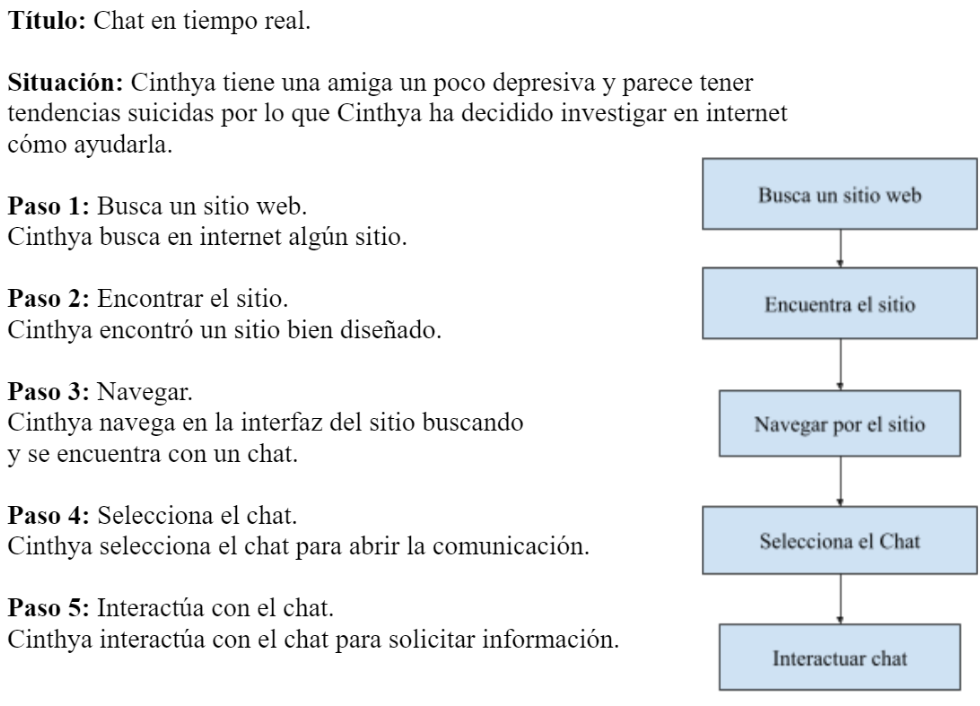 Título: Chat en tiempo real.
Situación: Cinthya tiene una amiga un poco depresiva y parece tener
tendencias suicidas por lo que Cinthya ha decidido investigar en internet
cómo ayudarla.
Paso 1: Busca un sitio web.
Cinthya busca en internet algún sitio.
Paso 2: Encontrar el sitio.
Cinthya encontró un sitio bien diseñado.
Paso 3: Navegar.
Cinthya navega en la interfaz del sitio buscando
y se encuentra con un chat.
Paso 4: Selecciona el chat.
Cinthya selecciona el chat para abrir la comunicación.
Paso 5: Interactúa con el chat.
Cinthya interactúa con el chat para solicitar información.
Busca un sitio web
Encuentra el sitio
Navegar por el sitio
Selecciona el Chat
Interactuar chat